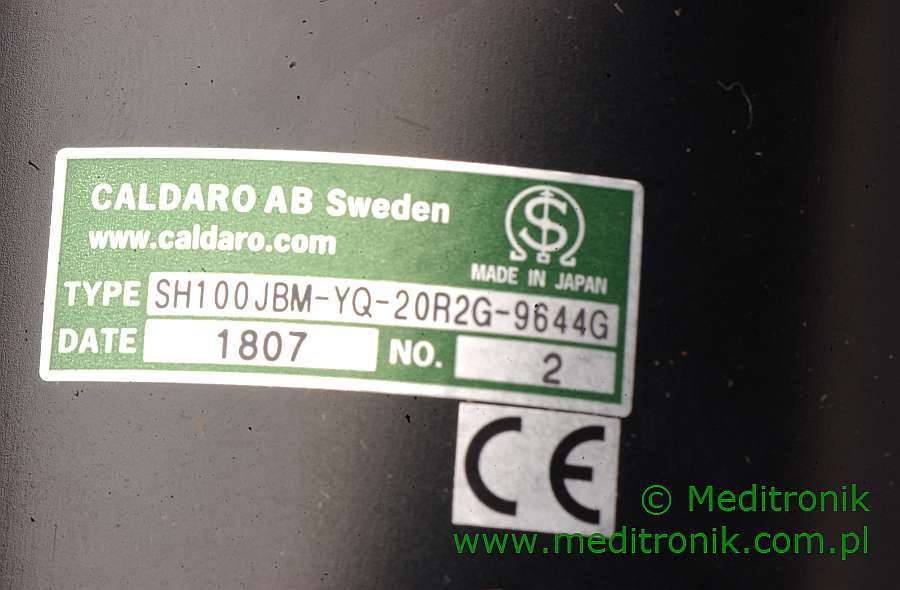 CALDARO AB Sweden
www.caldaro.com
MADE IN JAPAN
TYPE SH100JBM-YQ-20R2G-9644G
DATE 1807 NO. 2
CE
© Meditronik
www.meditronik.com.pl